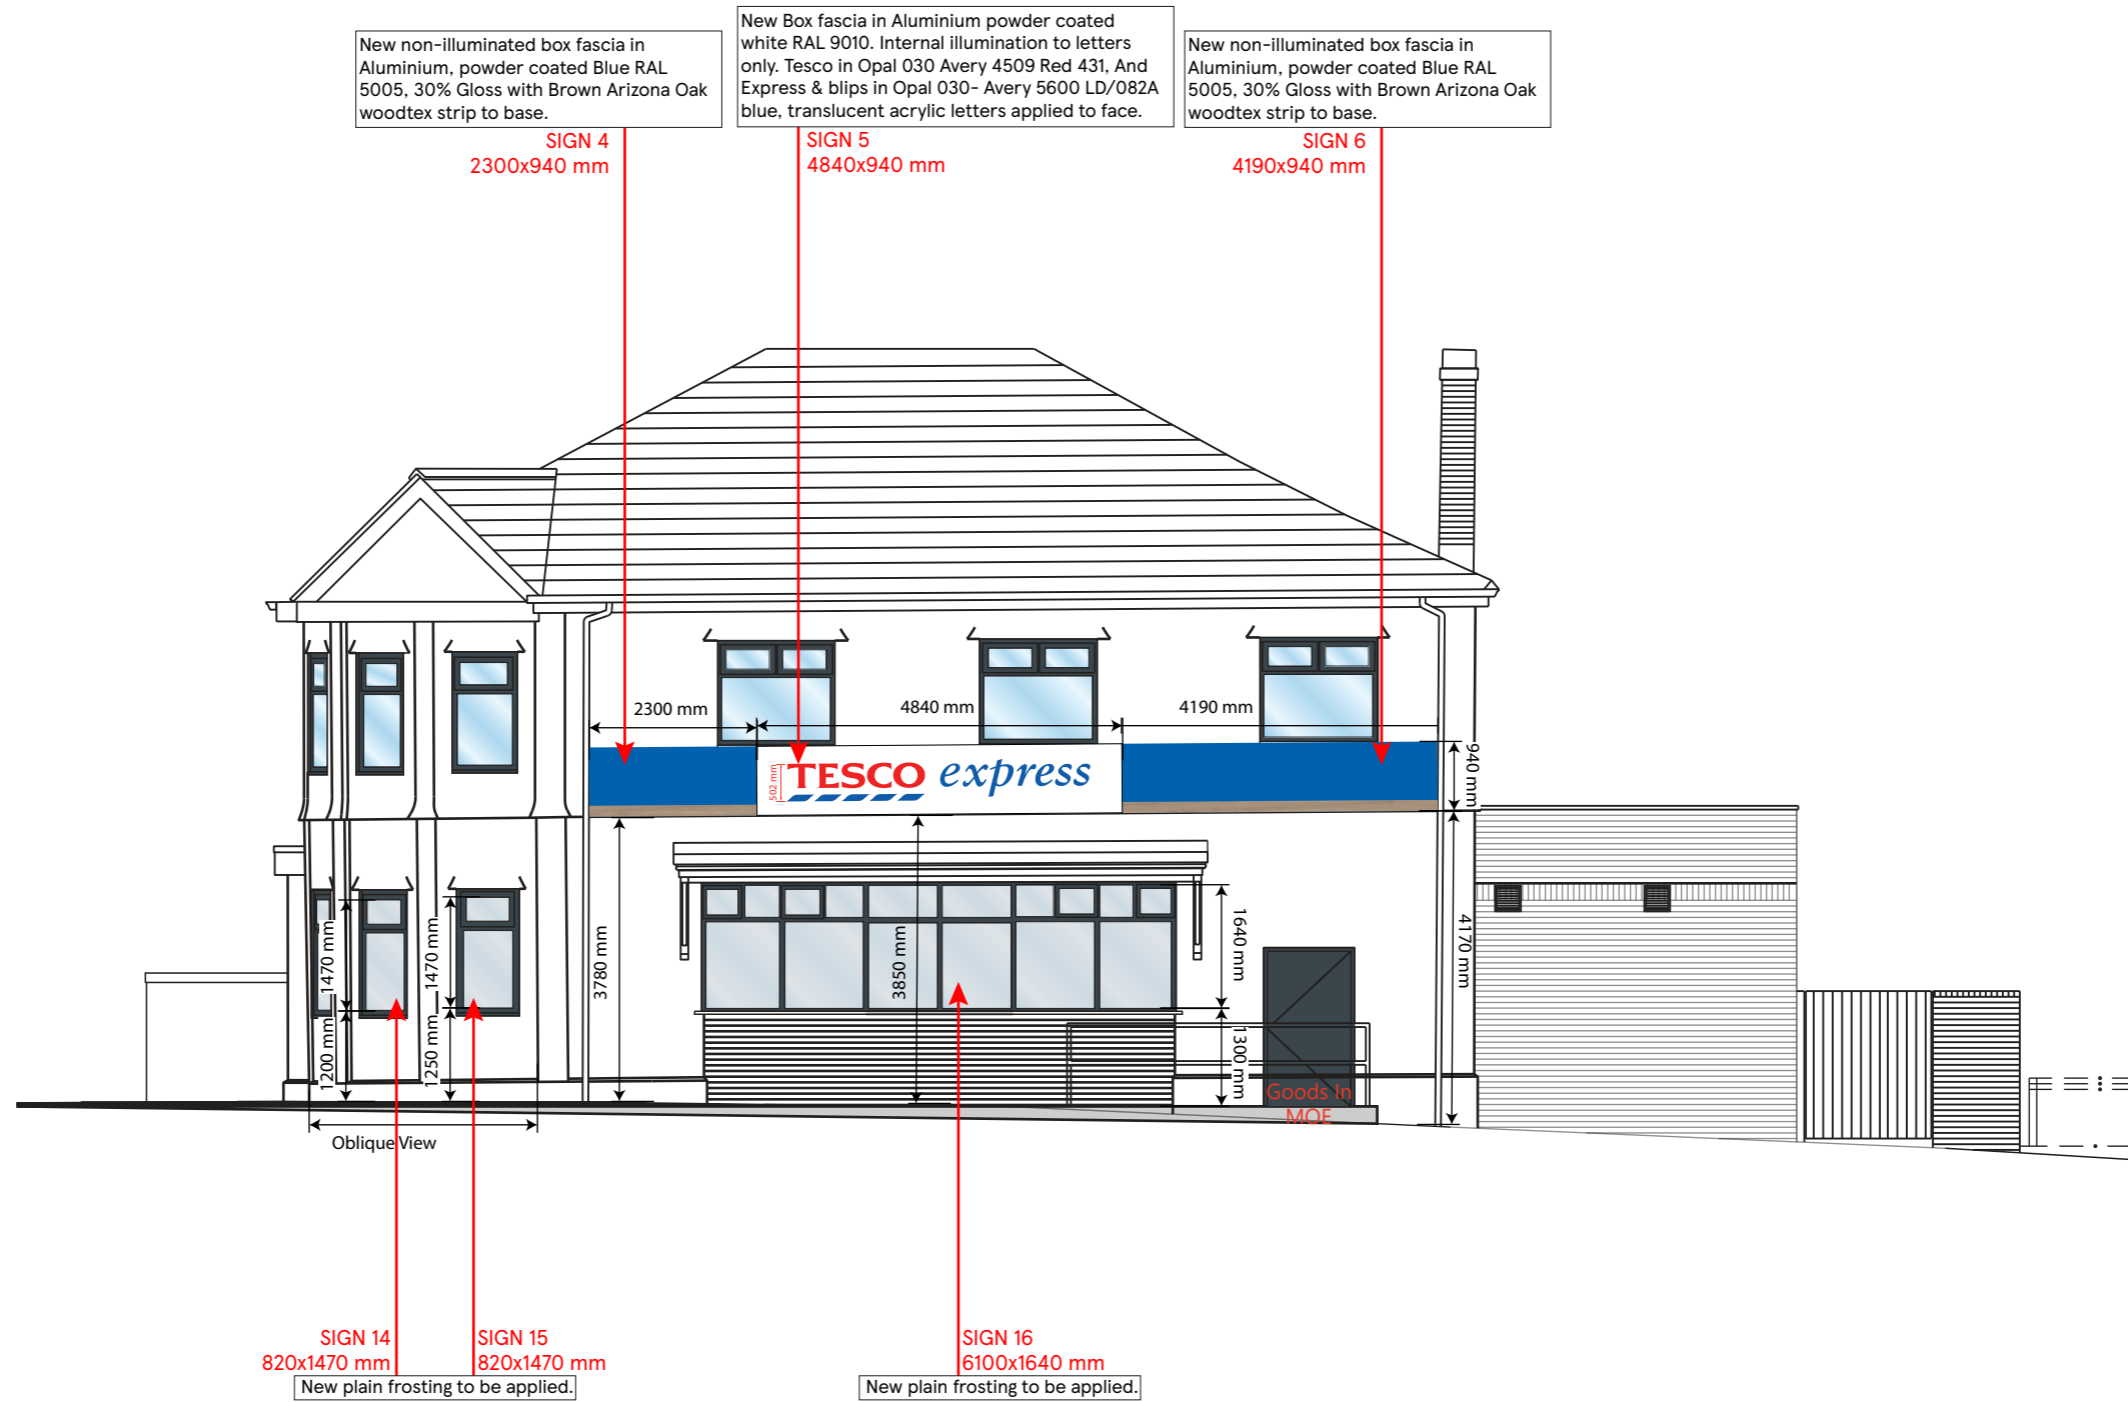 New non-illuminated box fascia in
Aluminium, powder coated Blue RAL
5005, 30% Gloss with Brown Arizona Oak
woodtex strip to base.
SIGN 4
2300x940 mm
New Box fascia in Aluminium powder coated
white RAL 9010. Internal illumination to letters
only. Tesco in Opal 030 Avery 4509 Red 431, And
Express & blips in Opal 030- Avery 5600 LD/082A
blue, translucent acrylic letters applied to face.
SIGN 5
4840x940 mm
New non-illuminated box fascia in
Aluminium, powder coated Blue RAL
5005, 30% Gloss with Brown Arizona Oak
woodtex strip to base.
SIGN 6
4190x940 mm
2300 mm
4840 mm
4190 mm
940 mm
502 mm
TESCO express
1470 mm
1470 mm
3780 mm
3850 mm
1640 mm
4170 mm
1200 mm
1250 mm
1300 mm
Goods In
MOE
Oblique View
SIGN 14
820x1470 mm
SIGN 15
820x1470 mm
New plain frosting to be applied.
SIGN 16
6100x1640 mm
New plain frosting to be applied.